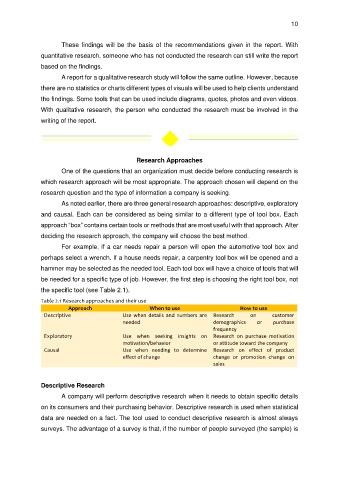 10
These findings will be the basis of the recommendations given in the report. With
quantitative research, someone who has not conducted the research can still write the report
based on the findings.
A report for a qualitative research study will follow the same outline. However, because
there are no statistics or charts different types of visuals will be used to help clients understand
the findings. Some tools that can be used include diagrams, quotes, photos and even videos.
With qualitative research, the person who conducted the research must be involved in the
writing of the report.
Research Approaches
One of the questions that an organization must decide before conducting research is
which research approach will be most appropriate. The approach chosen will depend on the
research question and the type of information a company is seeking.
As noted earlier, there are three general research approaches: descriptive, exploratory
and causal. Each can be considered as being similar to a different type of tool box. Each
approach "box" contains certain tools or methods that are most useful with that approach. After
deciding the research approach, the company will choose the best method.
For example, if a car needs repair a person will open the automotive tool box and
perhaps select a wrench. If a house needs repair, a carpentry tool box will be opened and a
hammer may be selected as the needed tool. Each tool box will have a choice of tools that will
be needed for a specific type of job. However, the first step is choosing the right tool box, not
the specific tool (see Table 2.1).
Table 2.1 Research approaches and their use
Approach When to use How to use
Descriptive Use when details and numbers are Research on customer
needed demographics or purchase
frequency
Exploratory Use when seeking insights on Research on purchase motivation
motivation/behavior or attitude toward the company
Causal Use when needing to determine Research on effect of product
effect of change change or promotion change on
sales
Descriptive Research
A company will perform descriptive research when it needs to obtain specific details
on its consumers and their purchasing behavior. Descriptive research is used when statistical
data are needed on a fact. The tool used to conduct descriptive research is almost always
surveys. The advantage of a survey is that, if the number of people surveyed (the sample) is